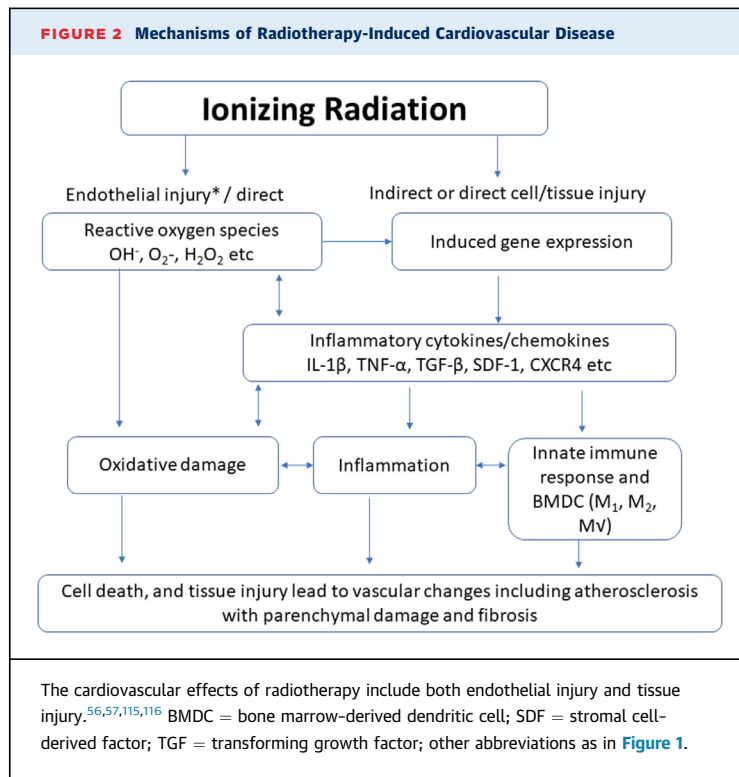 FIGURE 2 Mechanisms of Radiotherapy-Induced Cardiovascular Disease
Ionizing Radiation
Endothelial injury* / direct
Indirect or direct cell/tissue injury
Reactive oxygen species
OH⁻, O₂-, H₂O₂ etc
Induced gene expression
Inflammatory cytokines/chemokines
IL-1β, TNF-α, TGF-β, SDF-1, CXCR4 etc
Oxidative damage
Inflammation
Innate immune
response and
BMDC (M₁, M₂,
M√)
Cell death, and tissue injury lead to vascular changes including atherosclerosis
with parenchymal damage and fibrosis
The cardiovascular effects of radiotherapy include both endothelial injury and tissue
injury.⁵⁶,⁵⁷,¹¹⁵,¹¹⁶ BMDC = bone marrow-derived dendritic cell; SDF = stromal cell-
derived factor; TGF = transforming growth factor; other abbreviations as in Figure 1.